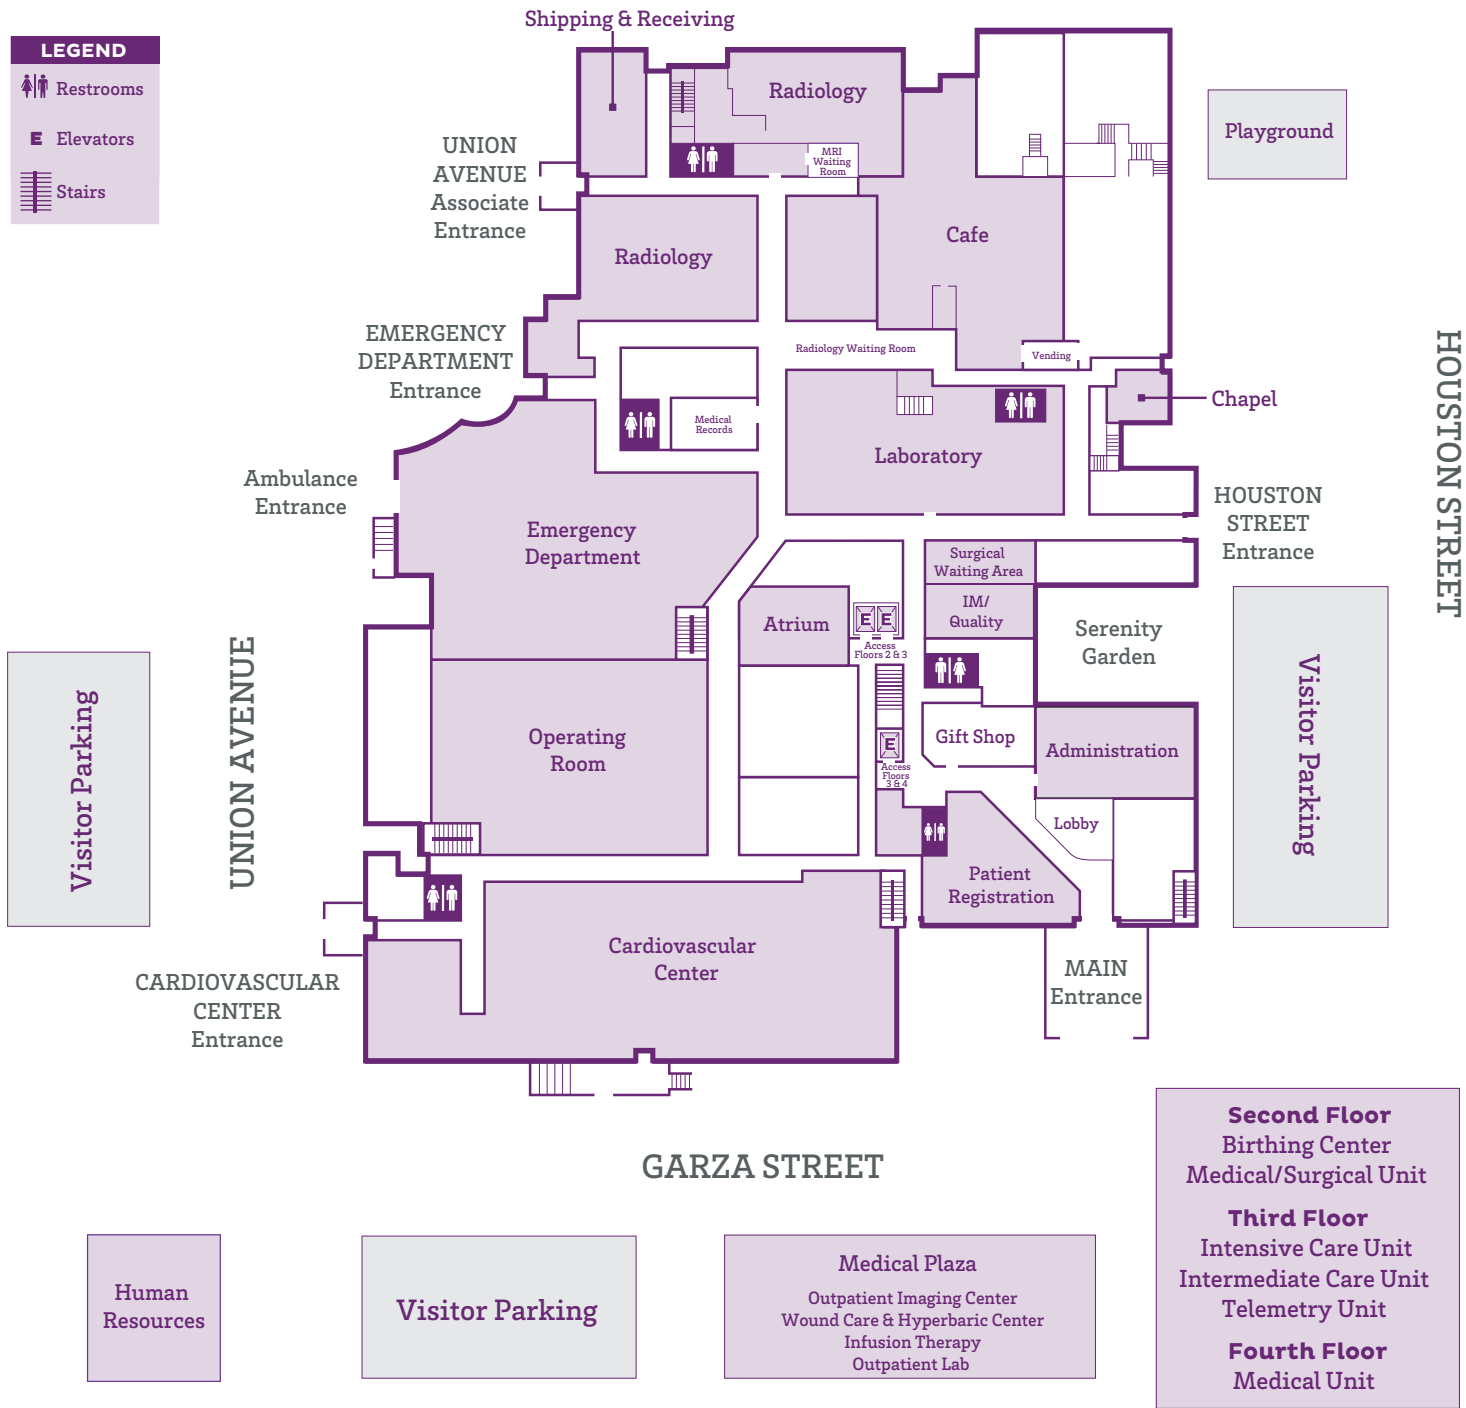 Shipping & Receiving
LEGEND
Restrooms
E Elevators
Stairs
UNION
AVENUE
Associate
Entrance
Radiology
MRI
Waiting
Room
Playground
Radiology
Cafe
EMERGENCY
DEPARTMENT
Entrance
Radiology Waiting Room
Vending
Medical
Records
Chapel
Laboratory
HOUSTON STREET
Ambulance
Entrance
HOUSTON
STREET
Entrance
Emergency
Department
Surgical
Waiting Area
IM/
Quality
Atrium
E E
Access
Floors 2 & 3
Serenity
Garden
Visitor Parking
UNION AVENUE
Operating
Room
E
Access
Floors
3 & 4
Gift Shop
Administration
Visitor Parking
Lobby
Patient
Registration
Cardiovascular
Center
CARDIOVASCULAR
CENTER
Entrance
MAIN
Entrance
GARZA STREET
Second Floor
Birthing Center
Medical/Surgical Unit
Third Floor
Intensive Care Unit
Intermediate Care Unit
Telemetry Unit
Fourth Floor
Medical Unit
Human
Resources
Visitor Parking
Medical Plaza
Outpatient Imaging Center
Wound Care & Hyperbaric Center
Infusion Therapy
Outpatient Lab